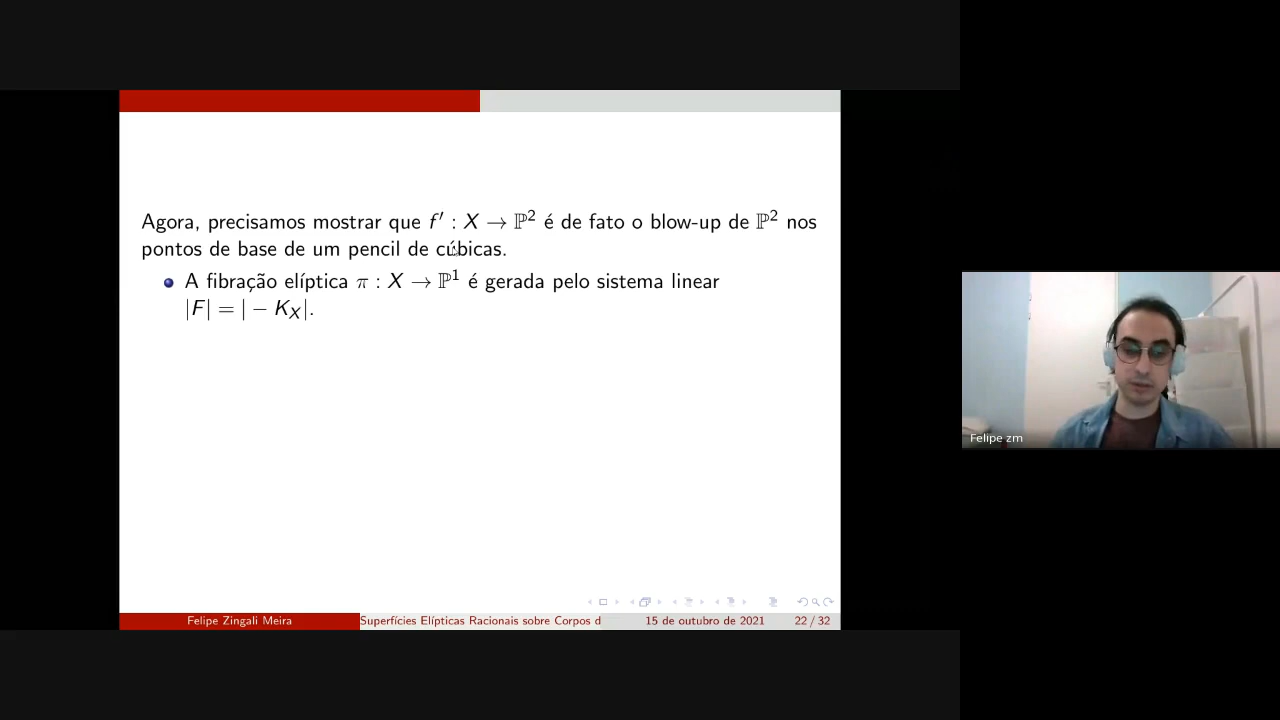 Agora, precisamos mostrar que f′ : X → ℙ² é de fato o blow-up de ℙ² nos
pontos de base de um pencil de cúbicas.
A fibração elíptica π : X → ℙ¹ é gerada pelo sistema linear
|F| = | − K_X|.
Felipe zm
Felipe Zingali Meira Superfícies Elípticas Racionais sobre Corpos d 15 de outubro de 2021 22 / 32